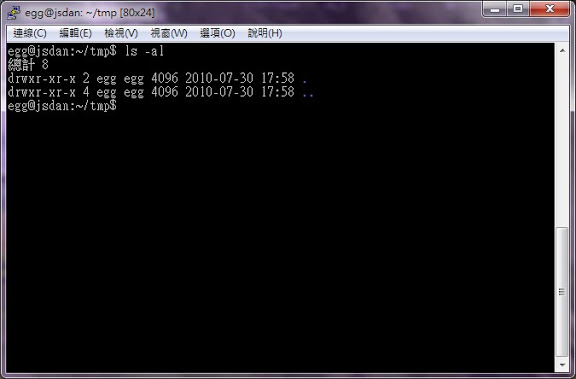 egg@jsdan: ~/tmp [80x24]
連線(C) 編輯(E) 檢視(V) 視窗(W) 選項(O) 說明(H)
egg@jsdan:~/tmp$ ls -al
總計 8
drwxr-xr-x 2 egg egg 4096 2010-07-30 17:58 .
drwxr-xr-x 4 egg egg 4096 2010-07-30 17:58 ..
egg@jsdan:~/tmp$